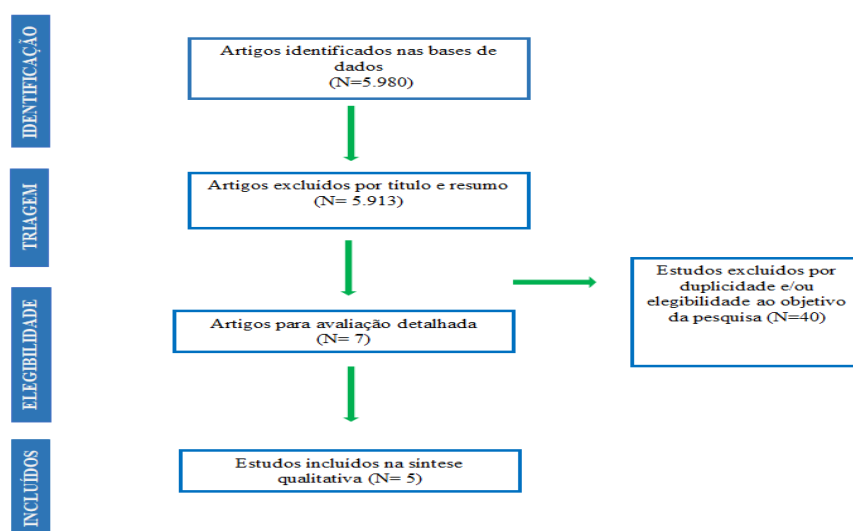 IDENTIFICAÇÃO
Artigos identificados nas bases de
dados
(N=5.980)
TRIAGEM
Artigos excluídos por título e resumo
(N= 5.913)
Estudos excluídos por
duplicidade e/ou
elegibilidade ao objetivo
da pesquisa (N=40)
ELEGIBILIDADE
Artigos para avaliação detalhada
(N= 7)
INCLUÍDOS
Estudos incluídos na síntese
qualitativa (N= 5)